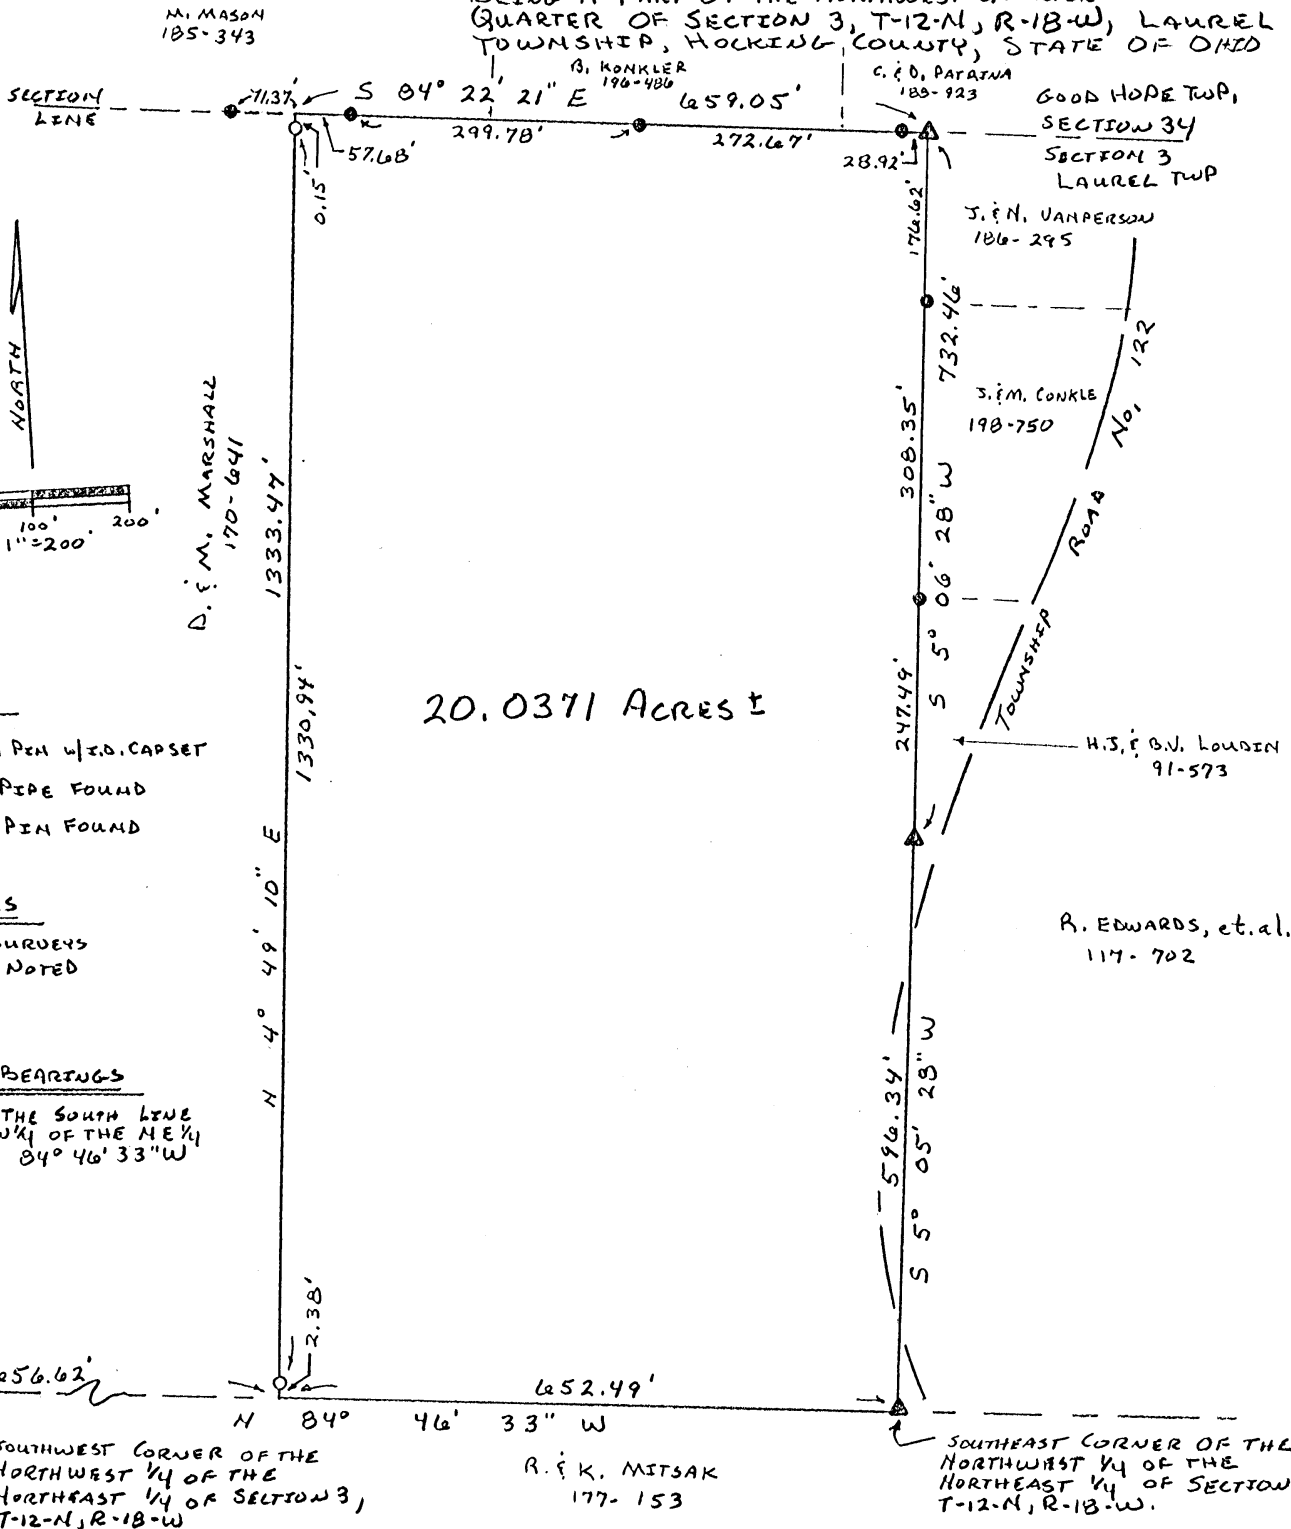 M. MASON
185-343
QUARTER OF SECTION 3, T-12-N, R-18-W, LAUREL
TOWNSHIP, HOCKING COUNTY, STATE OF OHIO
B. KONKLER
196-486
C. & D. PATRINA
188-923
SECTION
LINE
71.37'
S 84° 22' 21" E
659.05'
GOOD HOPE TWP.
SECTION 34
SECTION 3
LAUREL TWP
57.68'
299.78'
272.67'
28.92'
0.15'
176.62'
J. & N. VANPERSON
186-295
732.46'
NORTH
J. & M. CONKLE
198-750
308.35'
TOWNSHIP ROAD NO. 122
S 5° 06' 28" W
D. & M. MARSHALL
170-641
1333.47'
100' 200'
1"=200'
1330.94'
20.0371 ACRES ±
247.49'
H.J. & B.V. LOUDIN
91-573
PIN W/I.D. CAP SET
PIPE FOUND
PIN FOUND
N 4° 49' 10" E
R. EDWARDS, et.al.
117-702
SURVEYS
NOTED
596.34'
S 5° 05' 28" W
BEARINGS
THE SOUTH LINE
1/4 OF THE NE 1/4
84° 46' 33" W
2.38'
56.62'
652.49'
N 84° 46' 33" W
SOUTHWEST CORNER OF THE
NORTHWEST 1/4 OF THE
NORTHEAST 1/4 OF SECTION 3,
T-12-N, R-18-W
R. & K. MITSAK
177-153
SOUTHEAST CORNER OF THE
NORTHWEST 1/4 OF THE
NORTHEAST 1/4 OF SECTION
T-12-N, R-18-W.